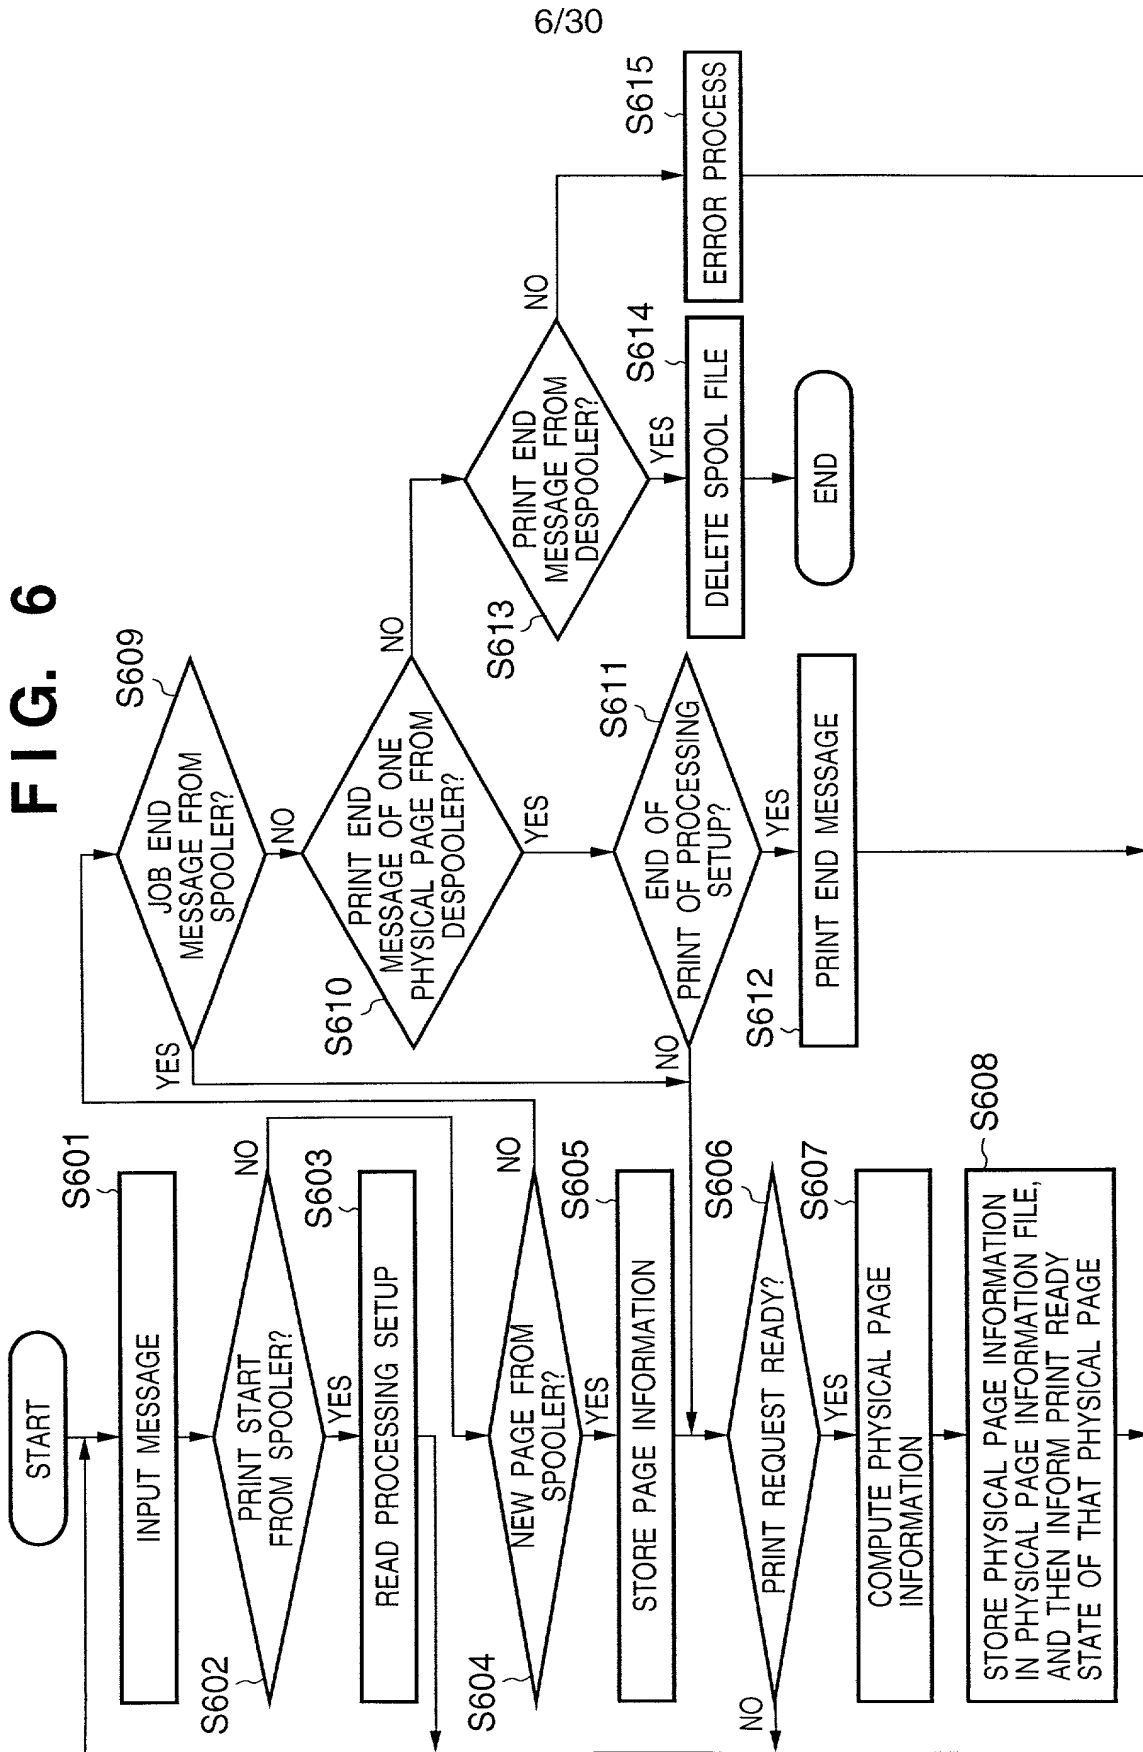 6/30
FIG. 6
START
S601
INPUT MESSAGE
S602
PRINT START
FROM SPOOLER?
NO
YES
S603
READ PROCESSING SETUP
S604
NEW PAGE FROM
SPOOLER?
NO
YES
S605
STORE PAGE INFORMATION
S606
PRINT REQUEST READY?
NO
YES
S607
COMPUTE PHYSICAL PAGE
INFORMATION
S608
STORE PHYSICAL PAGE INFORMATION
IN PHYSICAL PAGE INFORMATION FILE,
AND THEN INFORM PRINT READY
STATE OF THAT PHYSICAL PAGE
S609
JOB END
MESSAGE FROM
SPOOLER?
YES
NO
S610
PRINT END
MESSAGE OF ONE
PHYSICAL PAGE FROM
DESPOOLER?
NO
YES
S611
END OF
PRINT OF PROCESSING
SETUP?
NO
YES
S612
PRINT END MESSAGE
S613
PRINT END
MESSAGE FROM
DESPOOLER?
NO
YES
S614
DELETE SPOOL FILE
END
S615
ERROR PROCESS